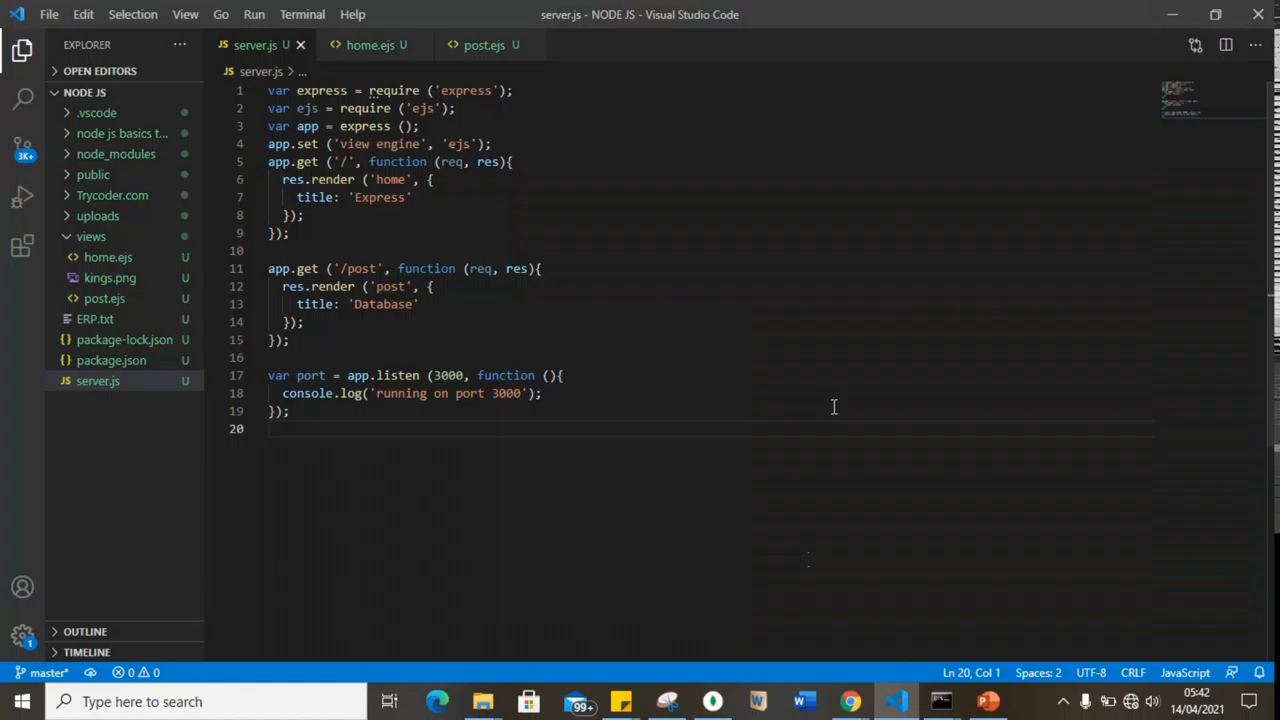 File Edit Selection View Go Run Terminal Help
server.js - NODE JS - Visual Studio Code
EXPLORER
server.js U
home.ejs U
post.ejs U
OPEN EDITORS
JS server.js > ...
NODE JS
.vscode
node js basics t...
node_modules
public
Trycoder.com
uploads
views
home.ejs U
kings.png U
post.ejs U
ERP.txt U
package-lock.json U
package.json U
JS server.js U
OUTLINE
TIMELINE
3K+
1
1 var express = require ('express');
2 var ejs = require ('ejs');
3 var app = express ();
4 app.set ('view engine', 'ejs');
5 app.get ('/', function (req, res){
6 res.render ('home', {
7 title: 'Express'
8 });
9 });
10
11 app.get ('/post', function (req, res){
12 res.render ('post', {
13 title: 'Database'
14 });
15 });
16
17 var port = app.listen (3000, function (){
18 console.log('running on port 3000');
19 });
20
master* 0 0
Ln 20, Col 1 Spaces: 2 UTF-8 CRLF JavaScript
Type here to search
99+
05:42
14/04/2021